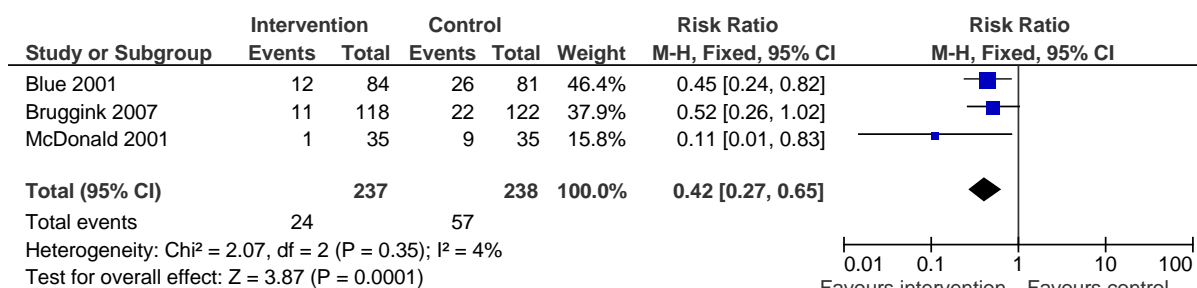 Intervention Control Risk Ratio Risk Ratio
Study or Subgroup Events Total Events Total Weight M-H, Fixed, 95% CI M-H, Fixed, 95% CI
Blue 2001 12 84 26 81 46.4% 0.45 [0.24, 0.82]
Bruggink 2007 11 118 22 122 37.9% 0.52 [0.26, 1.02]
McDonald 2001 1 35 9 35 15.8% 0.11 [0.01, 0.83]
Total (95% CI) 237 238 100.0% 0.42 [0.27, 0.65]
Total events 24 57
Heterogeneity: Chi² = 2.07, df = 2 (P = 0.35); I² = 4%
Test for overall effect: Z = 3.87 (P = 0.0001)
0.01 0.1 1 10 100
Favours intervention Favours control